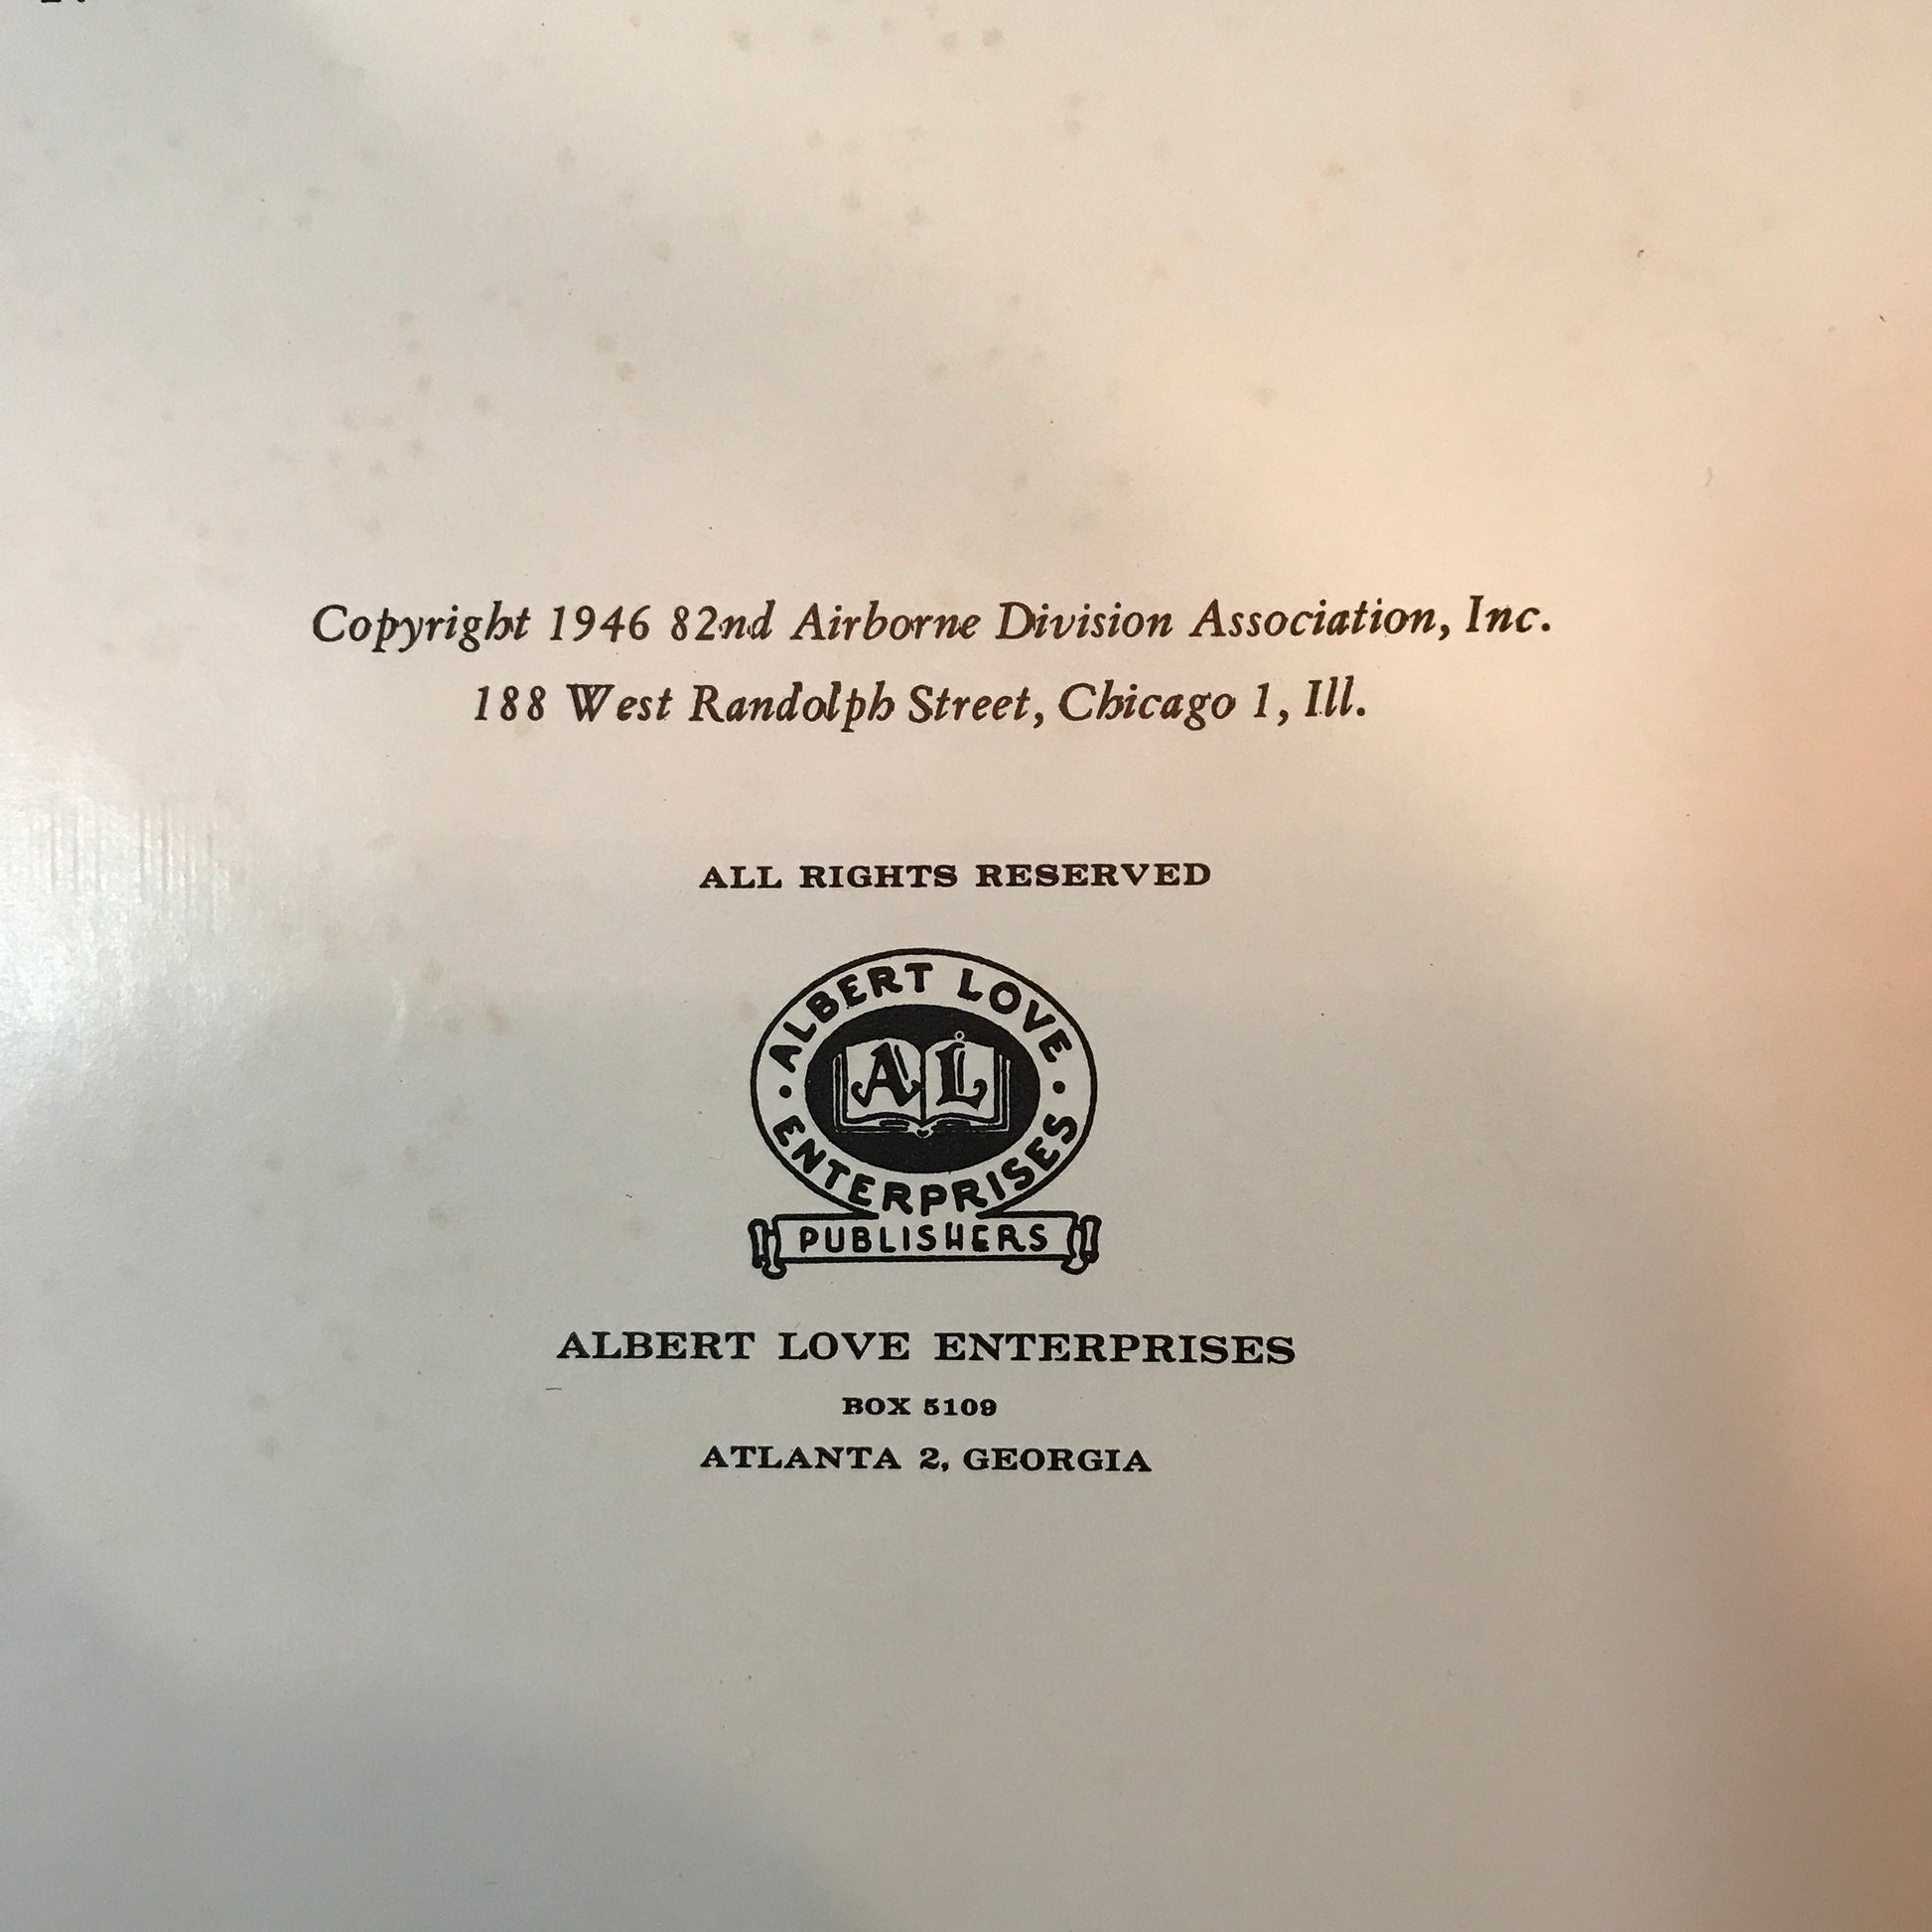 Copyright 1946 82nd Airborne Division Association, Inc.
188 West Randolph Street, Chicago 1, Ill.
ALL RIGHTS RESERVED
ALBERT LOVE
AL
ENTERPRISES
PUBLISHERS
ALBERT LOVE ENTERPRISES
BOX 5109
ATLANTA 2, GEORGIA